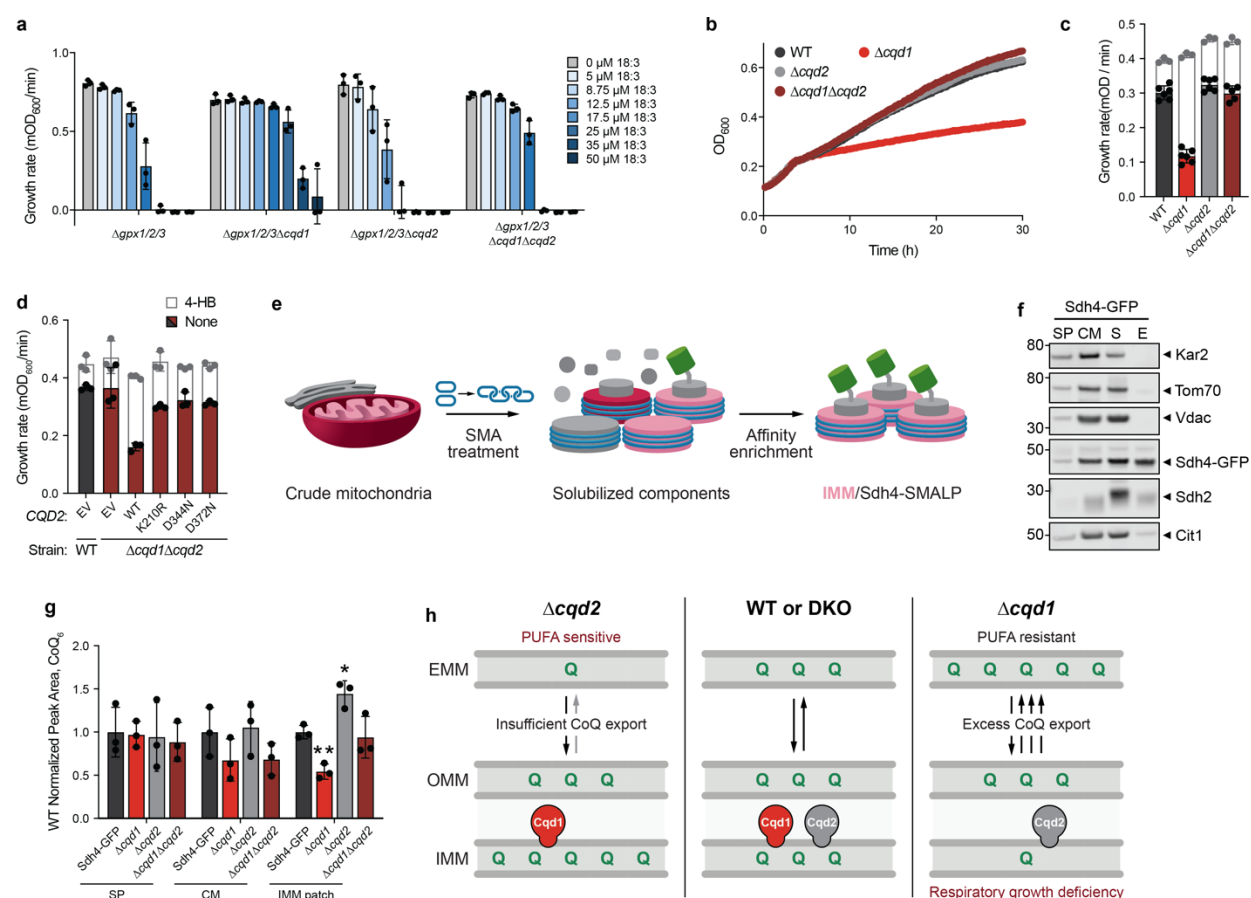 a
Growth rate (mOD600/min)
1.0
0.5
0.0
Δgpx1/2/3
Δgpx1/2/3Δcqd1
Δgpx1/2/3Δcqd2
Δgpx1/2/3
Δcqd1Δcqd2
0 µM 18:3
5 µM 18:3
8.75 µM 18:3
12.5 µM 18:3
17.5 µM 18:3
25 µM 18:3
35 µM 18:3
50 µM 18:3
b
WT
Δcqd1
Δcqd2
Δcqd1Δcqd2
OD600
0.8
0.6
0.4
0.2
0.0
0
10
20
30
Time (h)
c
Growth rate(mOD / min)
0.5
0.4
0.3
0.2
0.1
0.0
WT
Δcqd1
Δcqd2
Δcqd1Δcqd2
d
4-HB
None
Growth rate (mOD600/min)
0.6
0.4
0.2
0.0
CQD2:
EV
EV
WT
K210R
D344N
D372N
Strain:
WT
Δcqd1Δcqd2
e
SMA
treatment
Affinity
enrichment
Crude mitochondria
Solubilized components
IMM/Sdh4-SMALP
f
Sdh4-GFP
SP CM S E
80
Kar2
80
Tom70
30
Vdac
50
Sdh4-GFP
30
Sdh2
50
Cit1
g
WT Normalized Peak Area, CoQ6
2.0
1.5
1.0
0.5
0.0
**
*
Sdh4-GFP
Δcqd1
Δcqd2
Δcqd1Δcqd2
Sdh4-GFP
Δcqd1
Δcqd2
Δcqd1Δcqd2
Sdh4-GFP
Δcqd1
Δcqd2
Δcqd1Δcqd2
SP
CM
IMM patch
h
Δcqd2
WT or DKO
Δcqd1
PUFA sensitive
PUFA resistant
EMM
Q
Q Q Q
Q Q Q Q Q
Insufficient CoQ export
Excess CoQ export
OMM
Q Q Q
Q Q Q
Q Q Q
Cqd1
Cqd1
Cqd2
Cqd2
IMM
Q Q Q Q Q
Q Q Q
Q
Respiratory growth deficiency